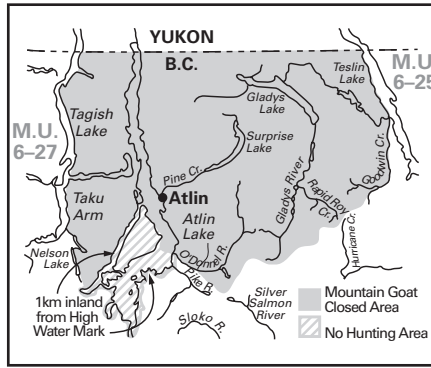 YUKON
B.C.
M.U.
6–25
Teslin
Lake
Tagish
Lake
Gladys
Lake
M.U.
6–27
Surprise
Lake
Pine Cr.
Goodwin Cr.
Taku
Arm
Atlin
Gladys River
Rapid Roy
Cr.
Atlin
Lake
Hurricane Cr.
Nelson
Lake
O'Donnel R.
Pike R.
1km inland
from High
Water Mark
Silver
Salmon
River
Sloko R.
Mountain Goat
Closed Area
No Hunting Area